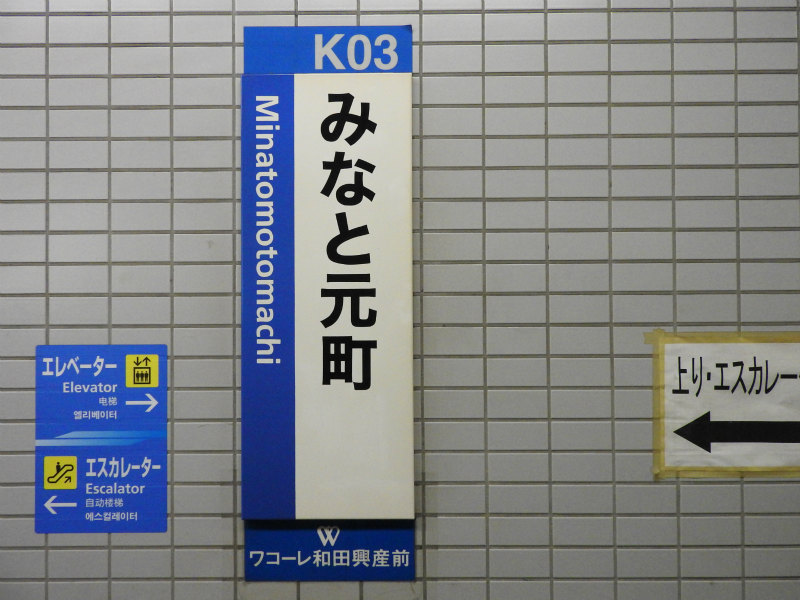 K03
みなと元町
Minatomotomachi
ワコーレ和田興産前
エレベーター
Elevator
电梯
엘리베이터
エスカレーター
Escalator
自动楼梯
에스컬레이터
上り・エスカレー